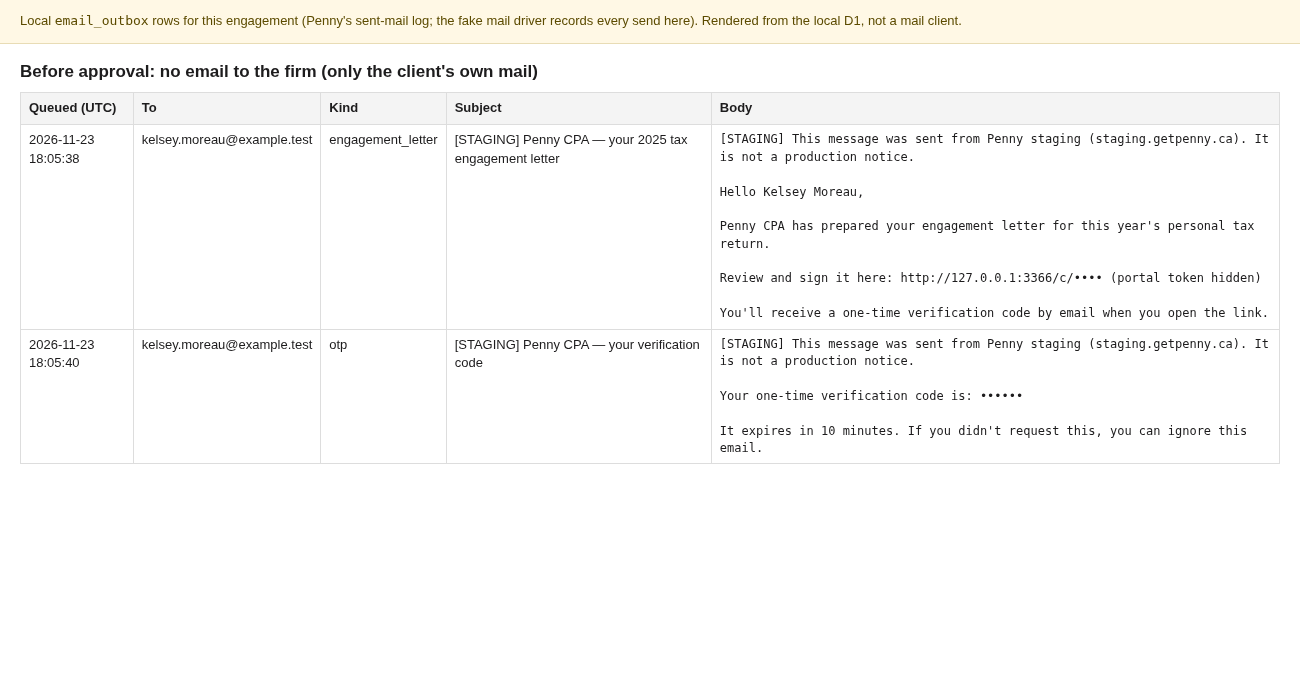 Local email_outbox rows for this engagement (Penny's sent-mail log; the fake mail driver records every send here). Rendered from the local D1, not a mail client.
Before approval: no email to the firm (only the client's own mail)
Queued (UTC) To Kind Subject Body
2026-11-23
18:05:38
kelsey.moreau@example.test
engagement_letter
[STAGING] Penny CPA — your 2025 tax
engagement letter
[STAGING] This message was sent from Penny staging (staging.getpenny.ca). It
is not a production notice.
Hello Kelsey Moreau,
Penny CPA has prepared your engagement letter for this year's personal tax
return.
Review and sign it here: http://127.0.0.1:3366/c/•••• (portal token hidden)
You'll receive a one-time verification code by email when you open the link.
2026-11-23
18:05:40
kelsey.moreau@example.test
otp
[STAGING] Penny CPA — your verification
code
[STAGING] This message was sent from Penny staging (staging.getpenny.ca). It
is not a production notice.
Your one-time verification code is: ••••••
It expires in 10 minutes. If you didn't request this, you can ignore this
email.